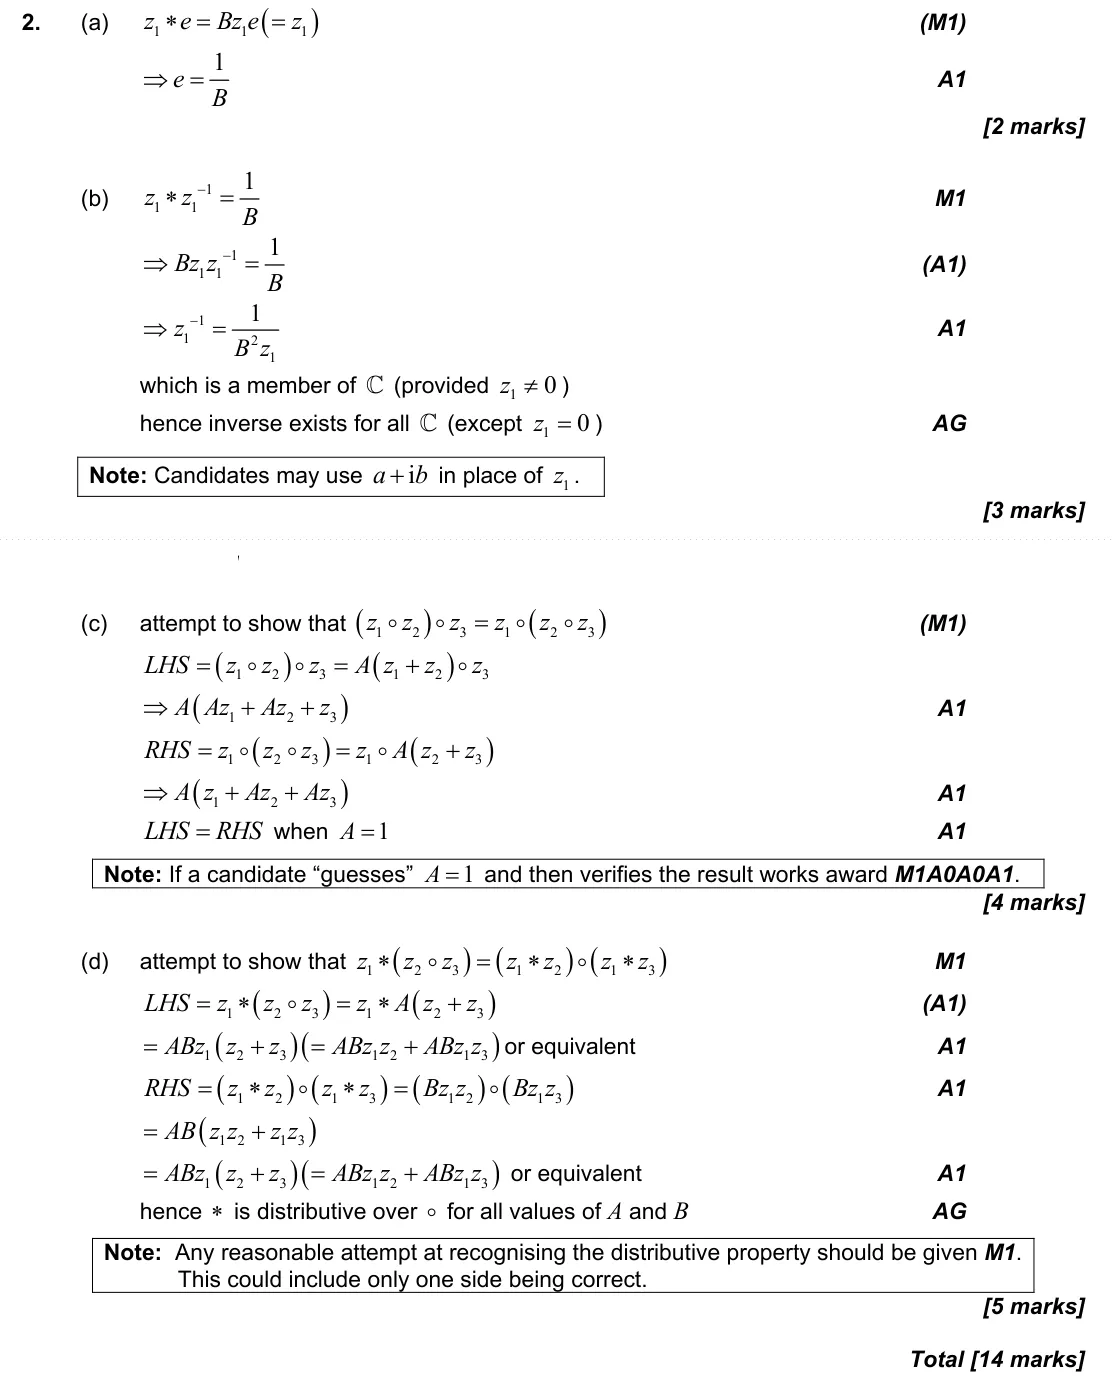 2. (a) z₁ ∗ e = Bz₁e(= z₁) (M1)
⇒ e = 1/B A1
[2 marks]
(b) z₁ ∗ z₁⁻¹ = 1/B M1
⇒ Bz₁z₁⁻¹ = 1/B (A1)
⇒ z₁⁻¹ = 1/(B²z₁) A1
which is a member of ℂ (provided z₁ ≠ 0)
hence inverse exists for all ℂ (except z₁ = 0) AG
Note: Candidates may use a + ib in place of z₁.
[3 marks]
(c) attempt to show that (z₁ ∘ z₂) ∘ z₃ = z₁ ∘ (z₂ ∘ z₃) (M1)
LHS = (z₁ ∘ z₂) ∘ z₃ = A(z₁ + z₂) ∘ z₃
⇒ A(Az₁ + Az₂ + z₃) A1
RHS = z₁ ∘ (z₂ ∘ z₃) = z₁ ∘ A(z₂ + z₃)
⇒ A(z₁ + Az₂ + Az₃) A1
LHS = RHS when A = 1 A1
Note: If a candidate “guesses” A = 1 and then verifies the result works award M1A0A0A1.
[4 marks]
(d) attempt to show that z₁ ∗ (z₂ ∘ z₃) = (z₁ ∗ z₂) ∘ (z₁ ∗ z₃) M1
LHS = z₁ ∗ (z₂ ∘ z₃) = z₁ ∗ A(z₂ + z₃) (A1)
= ABz₁(z₂ + z₃)(= ABz₁z₂ + ABz₁z₃) or equivalent A1
RHS = (z₁ ∗ z₂) ∘ (z₁ ∗ z₃) = (Bz₁z₂) ∘ (Bz₁z₃) A1
= AB(z₁z₂ + z₁z₃)
= ABz₁(z₂ + z₃)(= ABz₁z₂ + ABz₁z₃) or equivalent A1
hence ∗ is distributive over ∘ for all values of A and B AG
Note: Any reasonable attempt at recognising the distributive property should be given M1.
This could include only one side being correct.
[5 marks]
Total [14 marks]